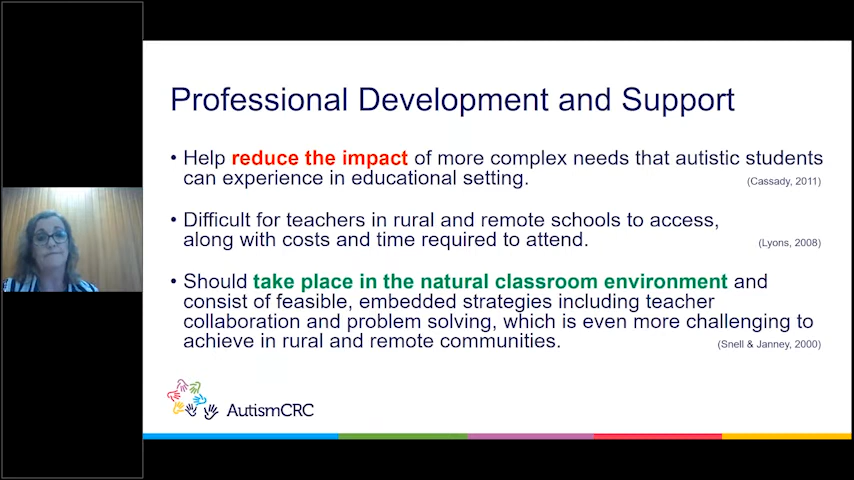 Professional Development and Support
• Help reduce the impact of more complex needs that autistic students
can experience in educational setting.
(Cassady, 2011)
• Difficult for teachers in rural and remote schools to access,
along with costs and time required to attend.
(Lyons, 2008)
• Should take place in the natural classroom environment and
consist of feasible, embedded strategies including teacher
collaboration and problem solving, which is even more challenging to
achieve in rural and remote communities.
(Snell & Janney, 2000)
AutismCRC